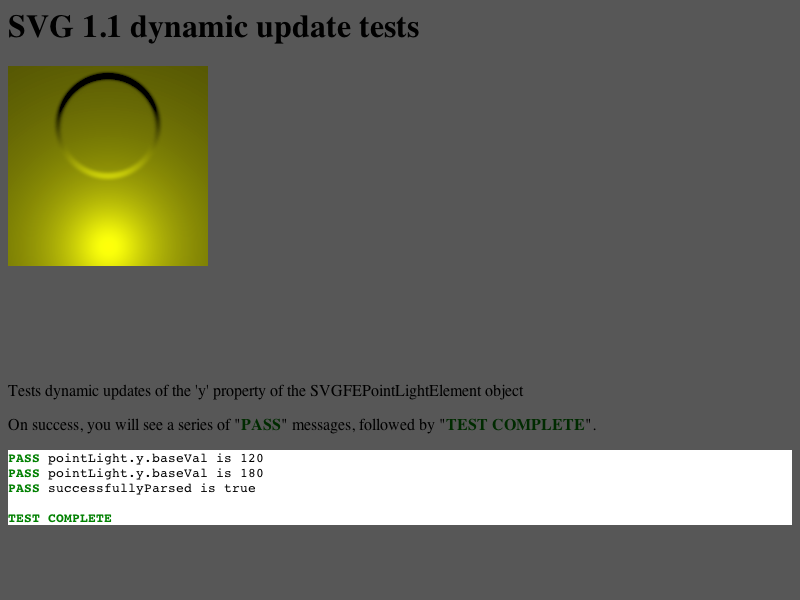 SVG 1.1 dynamic update tests
Tests dynamic updates of the 'y' property of the SVGFEPointLightElement object
On success, you will see a series of "PASS" messages, followed by "TEST COMPLETE".
PASS pointLight.y.baseVal is 120
PASS pointLight.y.baseVal is 180
PASS successfullyParsed is true
TEST COMPLETE